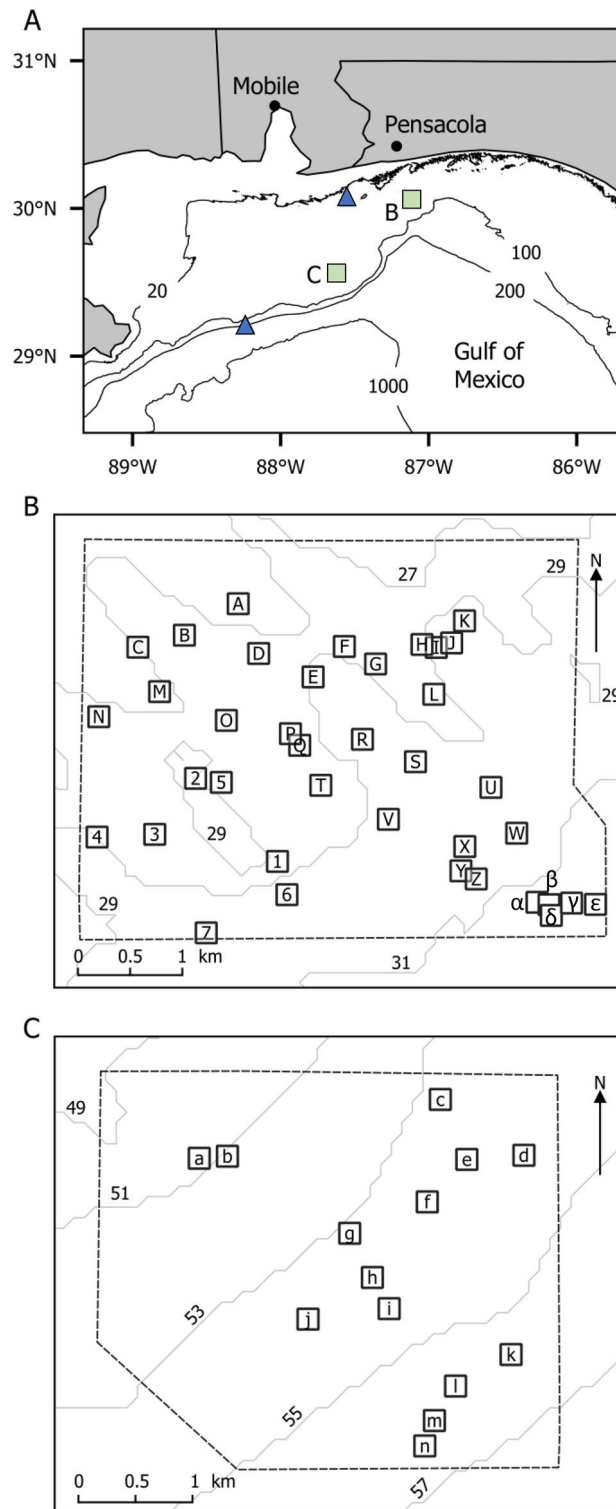 A
31°N
Mobile
Pensacola
30°N
B
C
20
100
200
29°N
Gulf of
Mexico
1000
89°W 88°W 87°W 86°W
B
27
29
N
A
K
B
C
D
F
H I J
G
E
29
M
L
N
O
P
Q
R
S
2
5
T
U
V
4
3
29
W
X
1
Y
Z
β
6
α
γ
ε
29
δ
7
0 0.5 1 km
31
C
N
49
c
a b
e
d
51
f
g
h
53
i
j
k
l
55
m
n
57
0 0.5 1 km